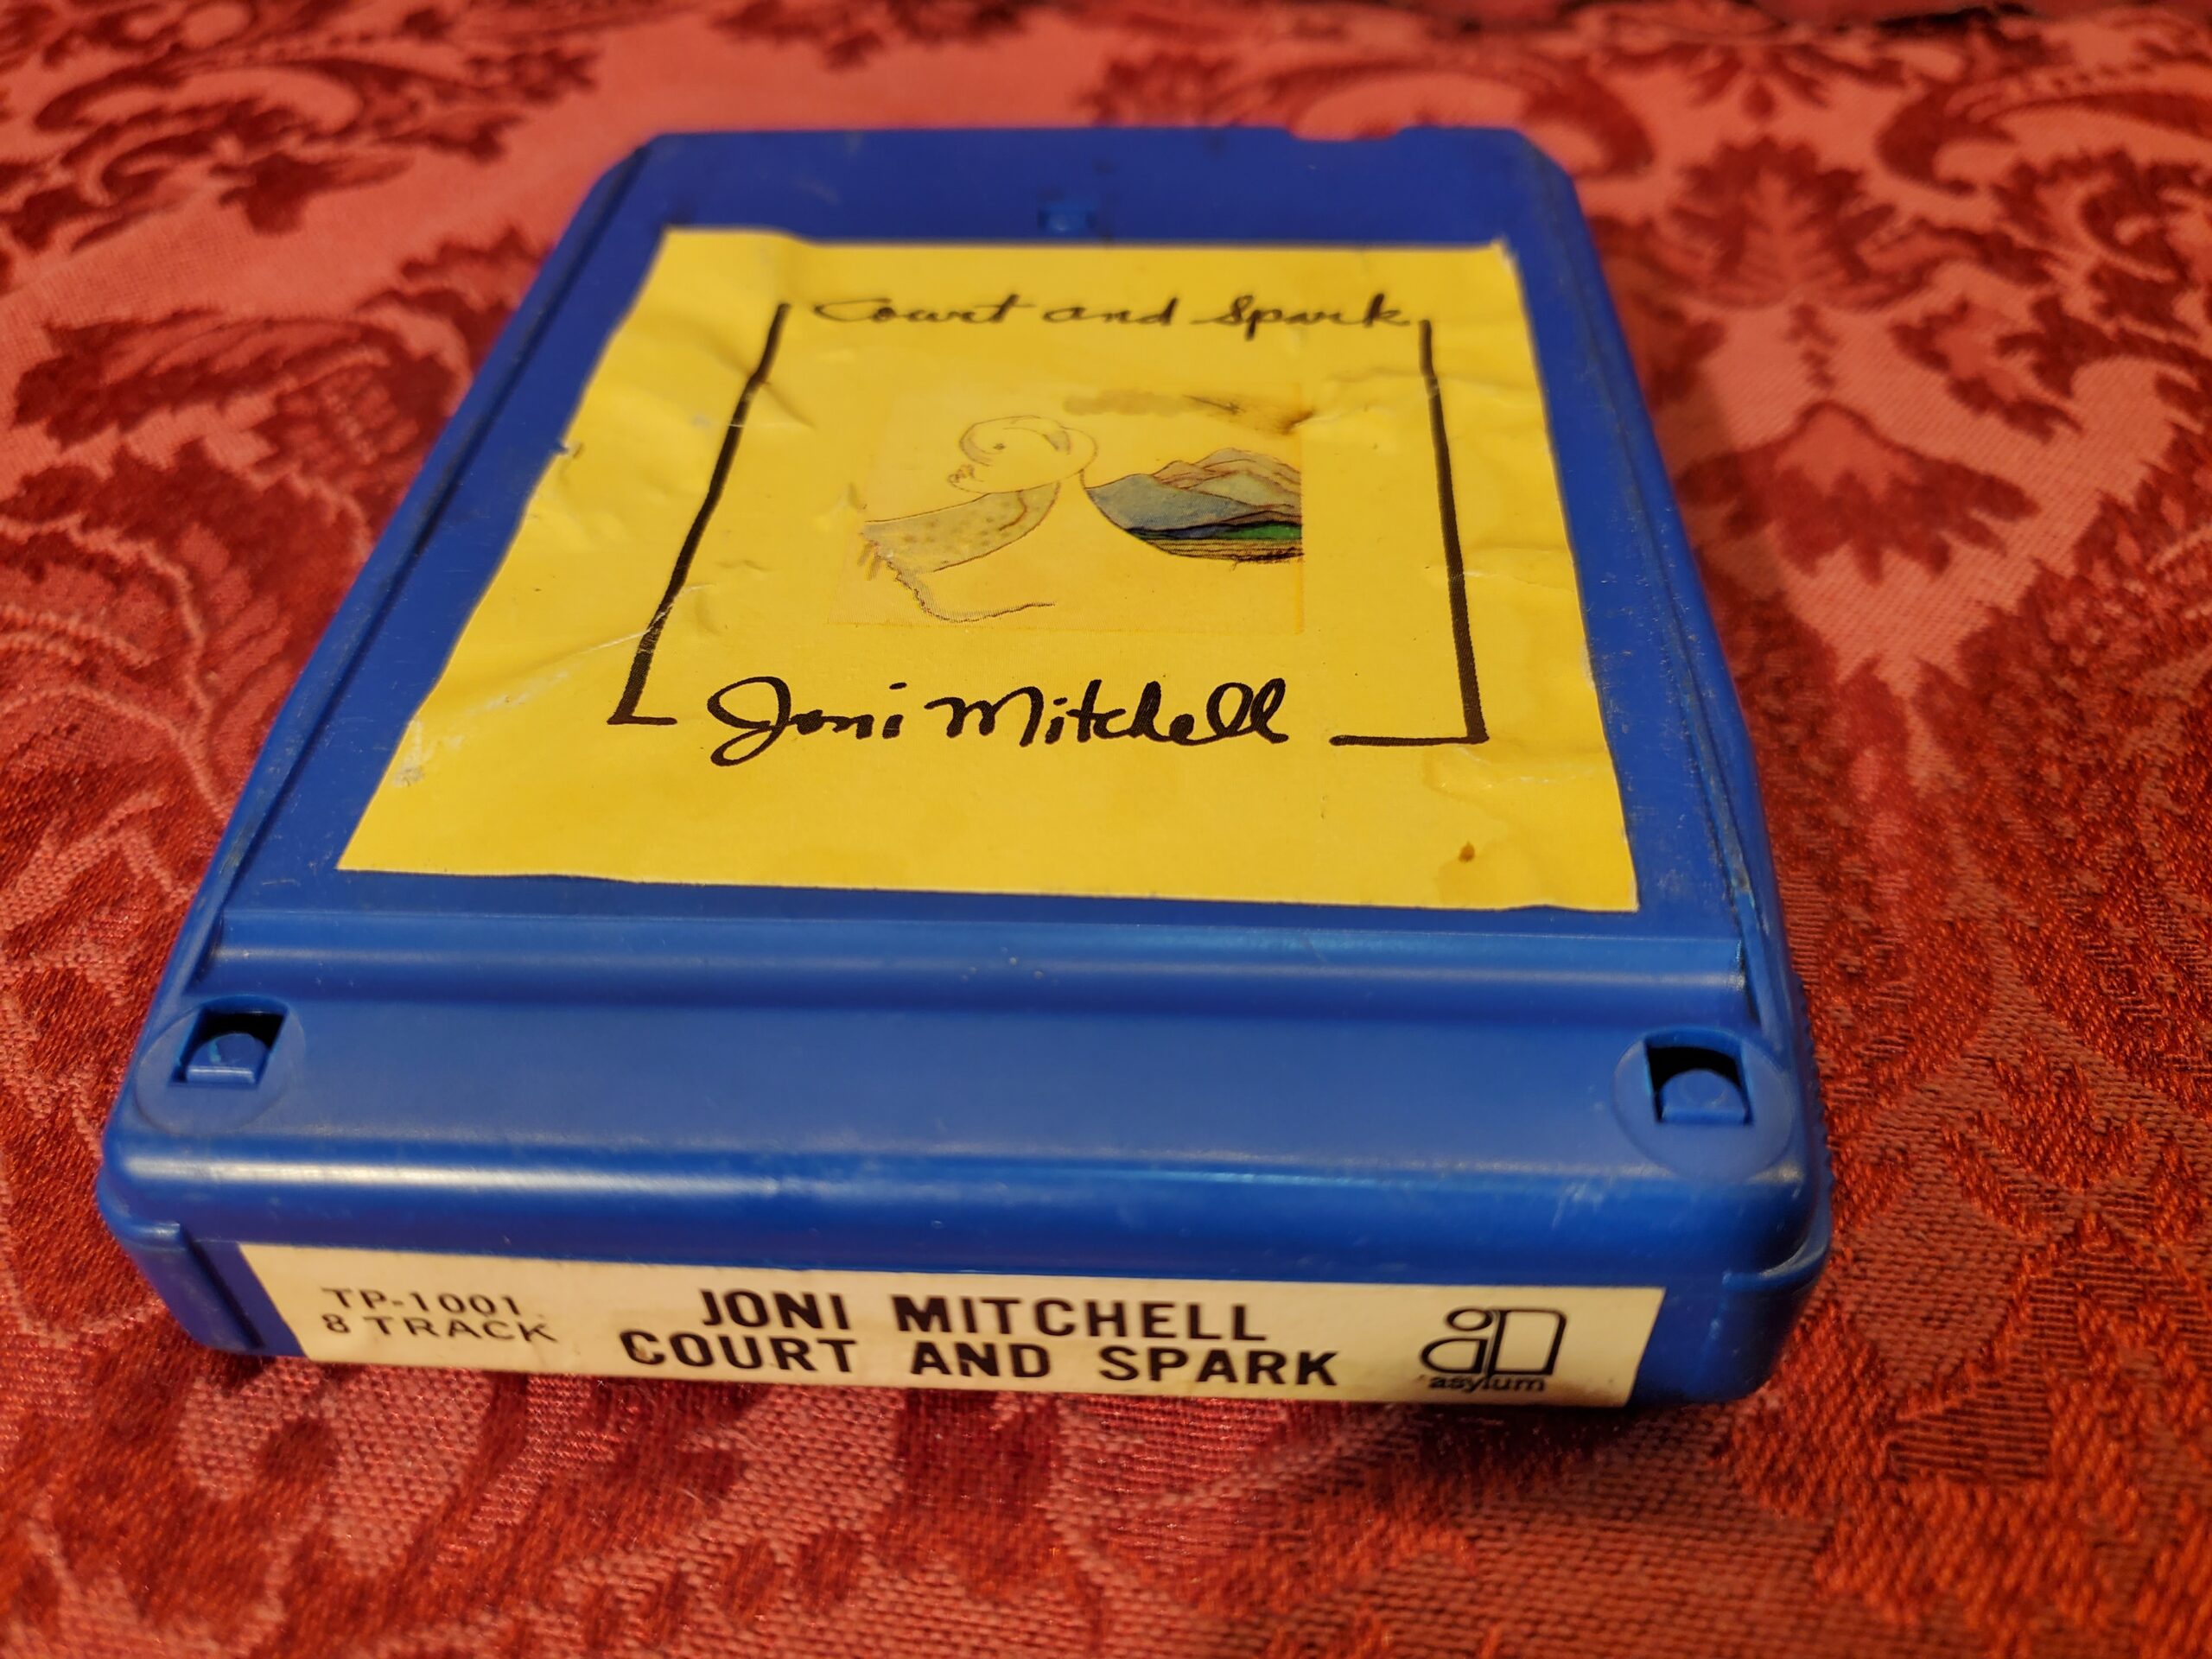 Court and Spark
Joni Mitchell
TP-1001
8 TRACK
JONI MITCHELL
COURT AND SPARK
asylum